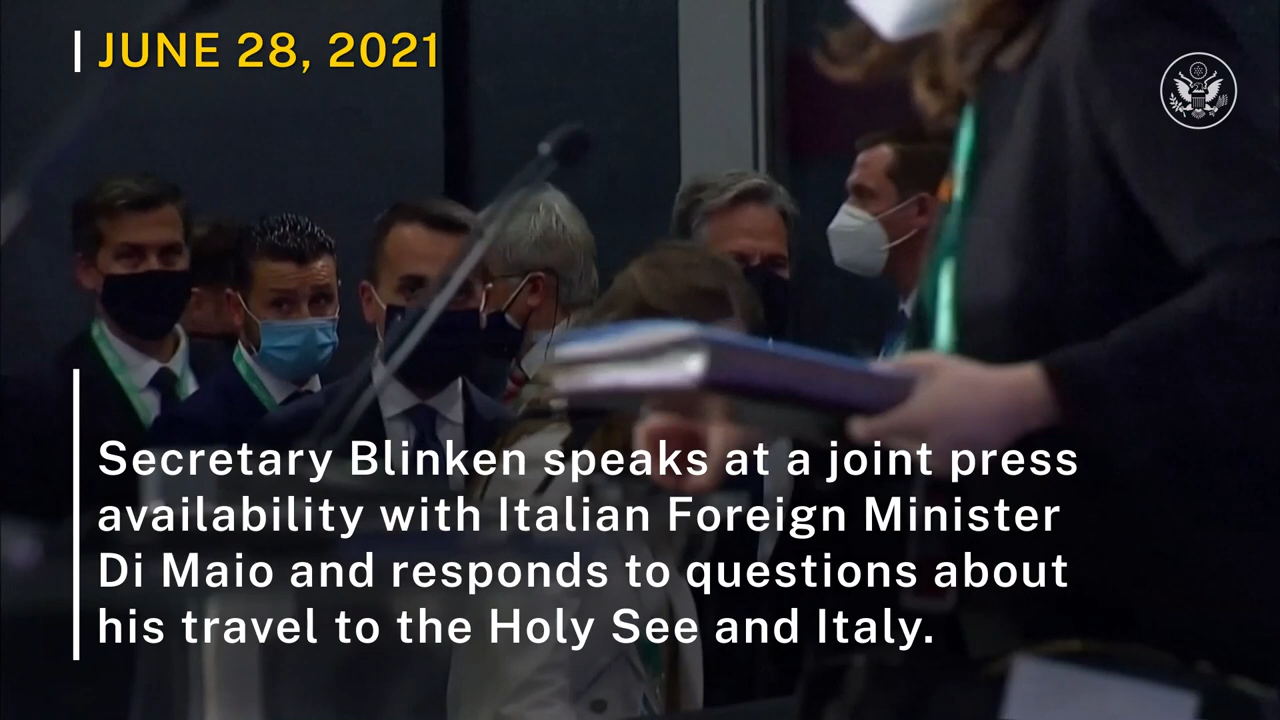 JUNE 28, 2021
Secretary Blinken speaks at a joint press
availability with Italian Foreign Minister
Di Maio and responds to questions about
his travel to the Holy See and Italy.